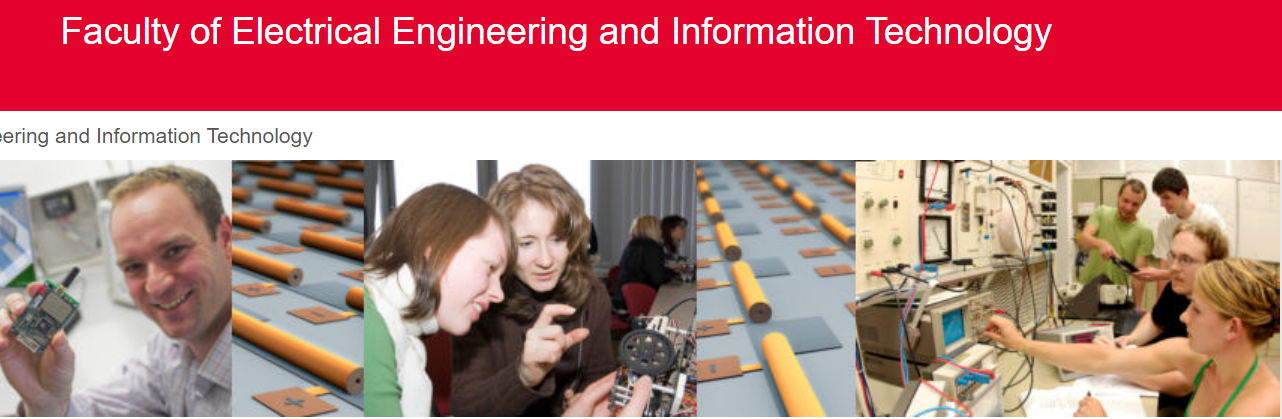 Faculty of Electrical Engineering and Information Technology
eering and Information Technology